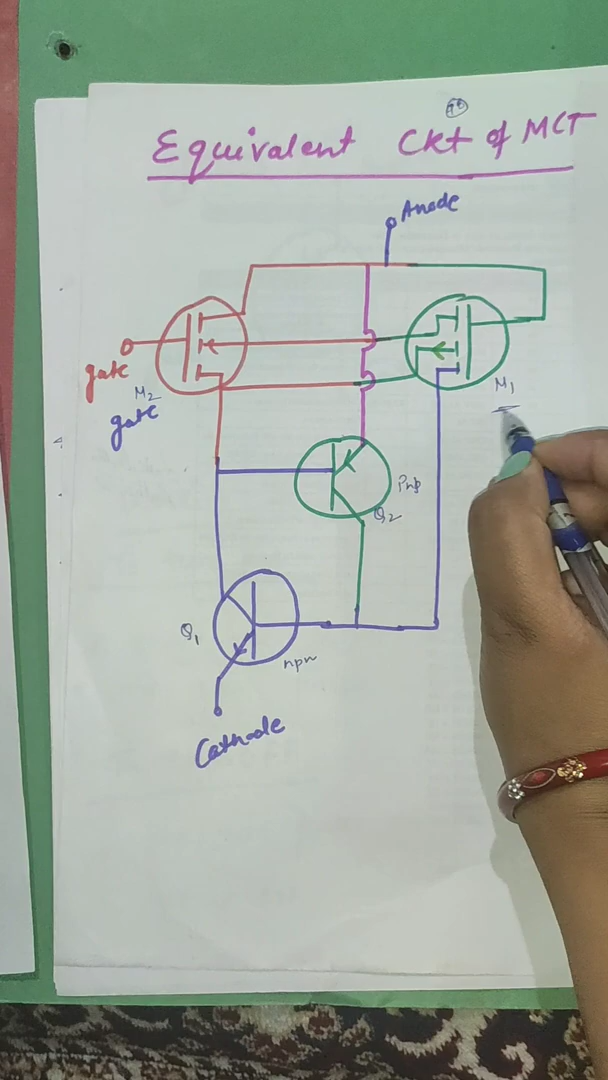 Equivalent Ckt of MCT
Anode
gate
M2
gate
M1
Pnp
Q2
Q1
npn
Cathode